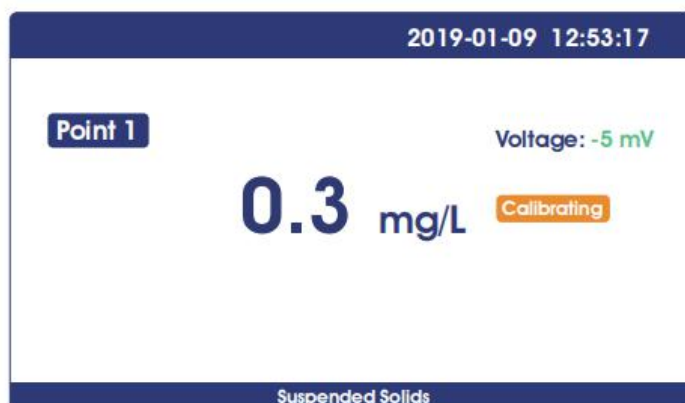 2019-01-09 12:53:17
Point 1
Voltage: -5 mV
0.3 mg/L
Calibrating
Suspended Solids